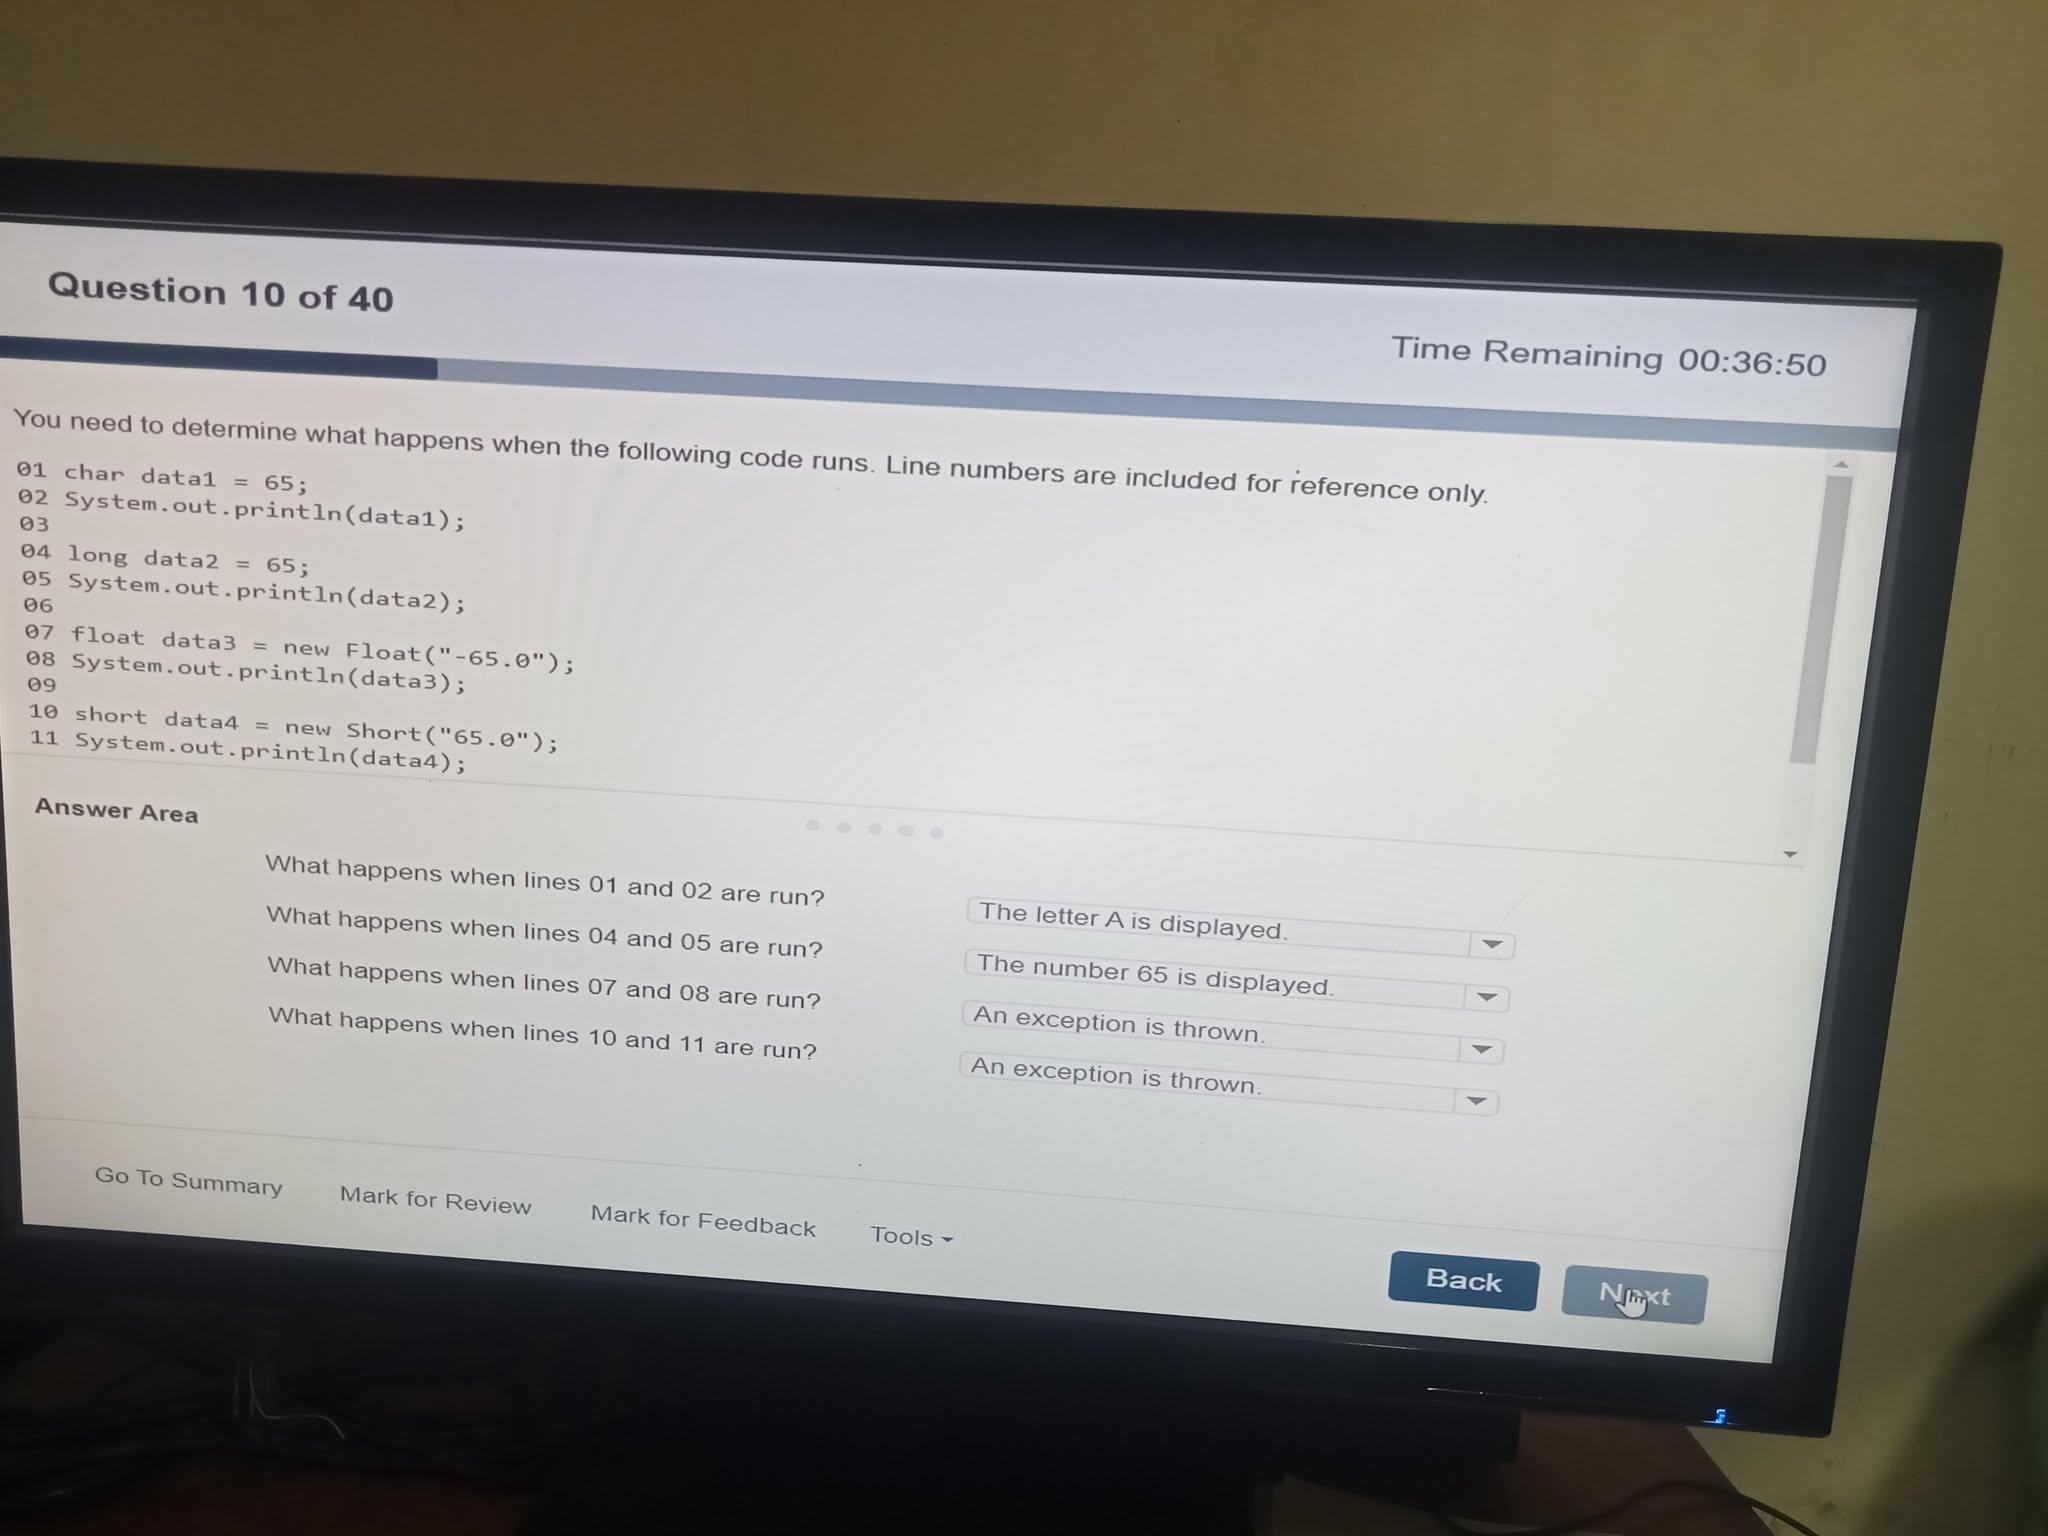 Question 10 of 40
Time Remaining 00:36:50
You need to determine what happens when the following code runs. Line numbers are included for reference only.
01 char data1 = 65;
02 System.out.println(data1);
03
04 long data2 = 65;
05 System.out.println(data2);
06
07 float data3 = new Float("-65.0");
08 System.out.println(data3);
09
10 short data4 = new Short("65.0");
11 System.out.println(data4);
Answer Area
What happens when lines 01 and 02 are run?
The letter A is displayed.
What happens when lines 04 and 05 are run?
The number 65 is displayed.
What happens when lines 07 and 08 are run?
An exception is thrown.
What happens when lines 10 and 11 are run?
An exception is thrown.
Go To Summary
Mark for Review
Mark for Feedback
Tools
Back
Next